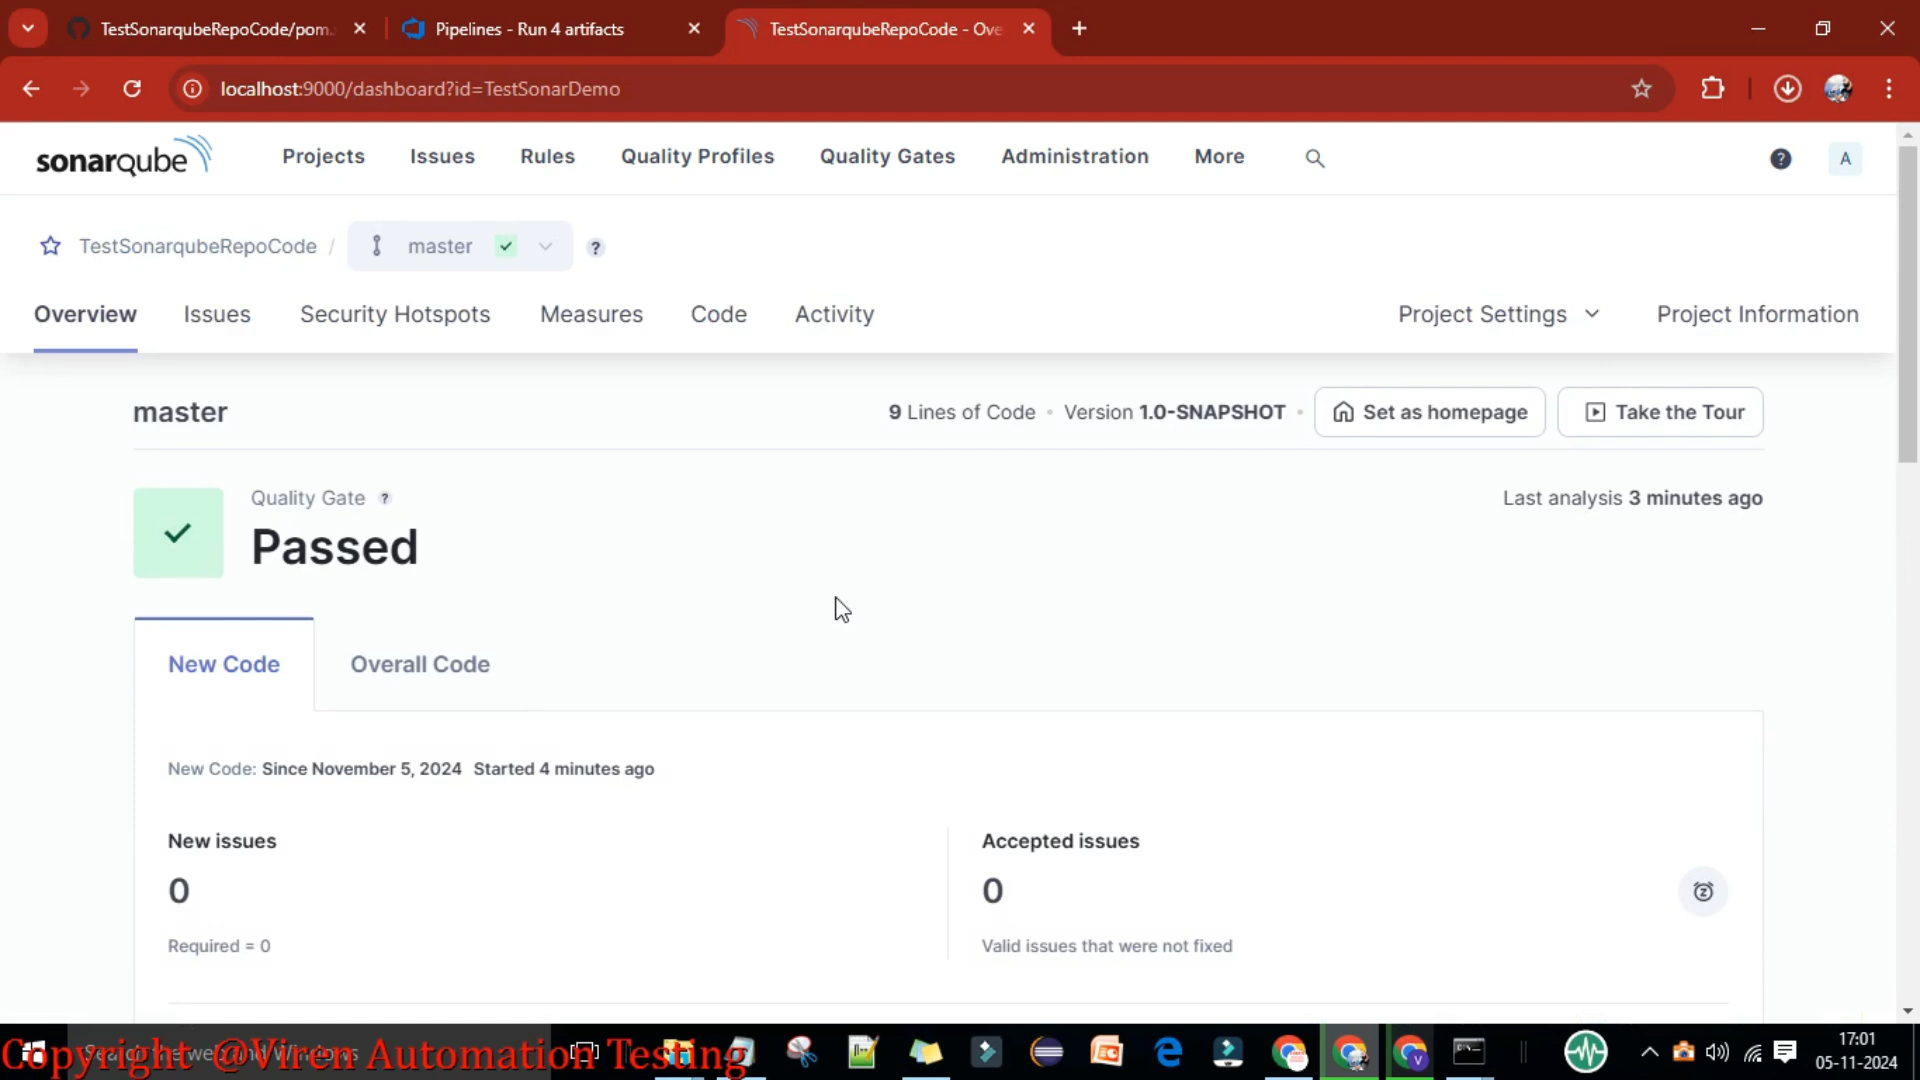 TestSonarqubeRepoCode/pom.
Pipelines - Run 4 artifacts
TestSonarqubeRepoCode - Ove
localhost:9000/dashboard?id=TestSonarDemo
sonarqube
Projects
Issues
Rules
Quality Profiles
Quality Gates
Administration
More
?
A
TestSonarqubeRepoCode /
master
?
Overview
Issues
Security Hotspots
Measures
Code
Activity
Project Settings
Project Information
master
9 Lines of Code • Version 1.0-SNAPSHOT •
Set as homepage
Take the Tour
Quality Gate ?
Passed
Last analysis 3 minutes ago
New Code
Overall Code
New Code: Since November 5, 2024 Started 4 minutes ago
New issues
0
Required = 0
Accepted issues
0
Valid issues that were not fixed
Search the web and Windows
Copyright @Viren Automation Testing
17:01
05-11-2024